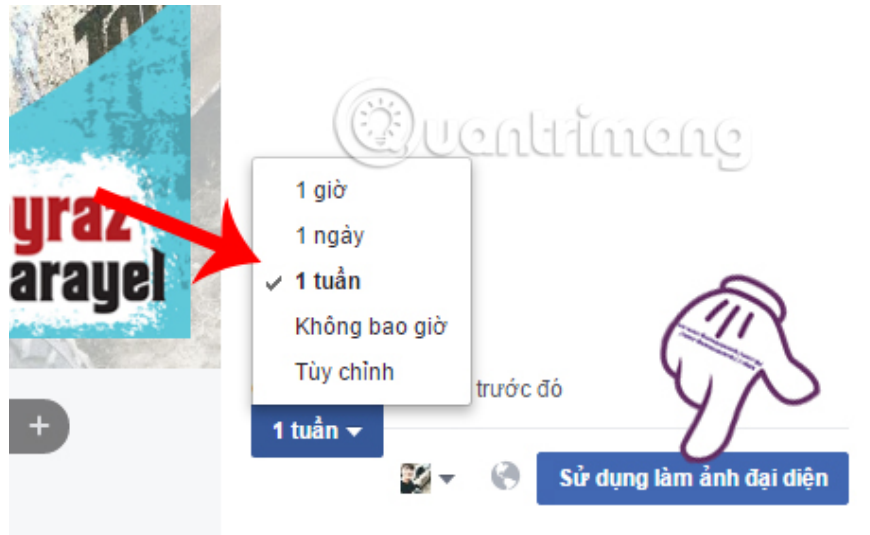 Quantrimang
yraz
arayel
1 giờ
1 ngày
1 tuần
Không bao giờ
Tùy chỉnh
trước đó
1 tuần
Sử dụng làm ảnh đại diện